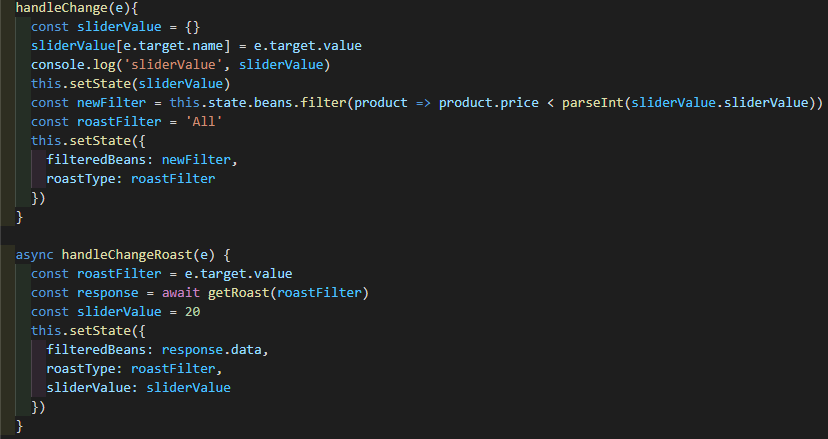 handleChange(e){
const sliderValue = {}
sliderValue[e.target.name] = e.target.value
console.log('sliderValue', sliderValue)
this.setState(sliderValue)
const newFilter = this.state.beans.filter(product => product.price < parseInt(sliderValue.sliderValue))
const roastFilter = 'All'
this.setState({
filteredBeans: newFilter,
roastType: roastFilter
})
}
async handleChangeRoast(e) {
const roastFilter = e.target.value
const response = await getRoast(roastFilter)
const sliderValue = 20
this.setState({
filteredBeans: response.data,
roastType: roastFilter,
sliderValue: sliderValue
})
}